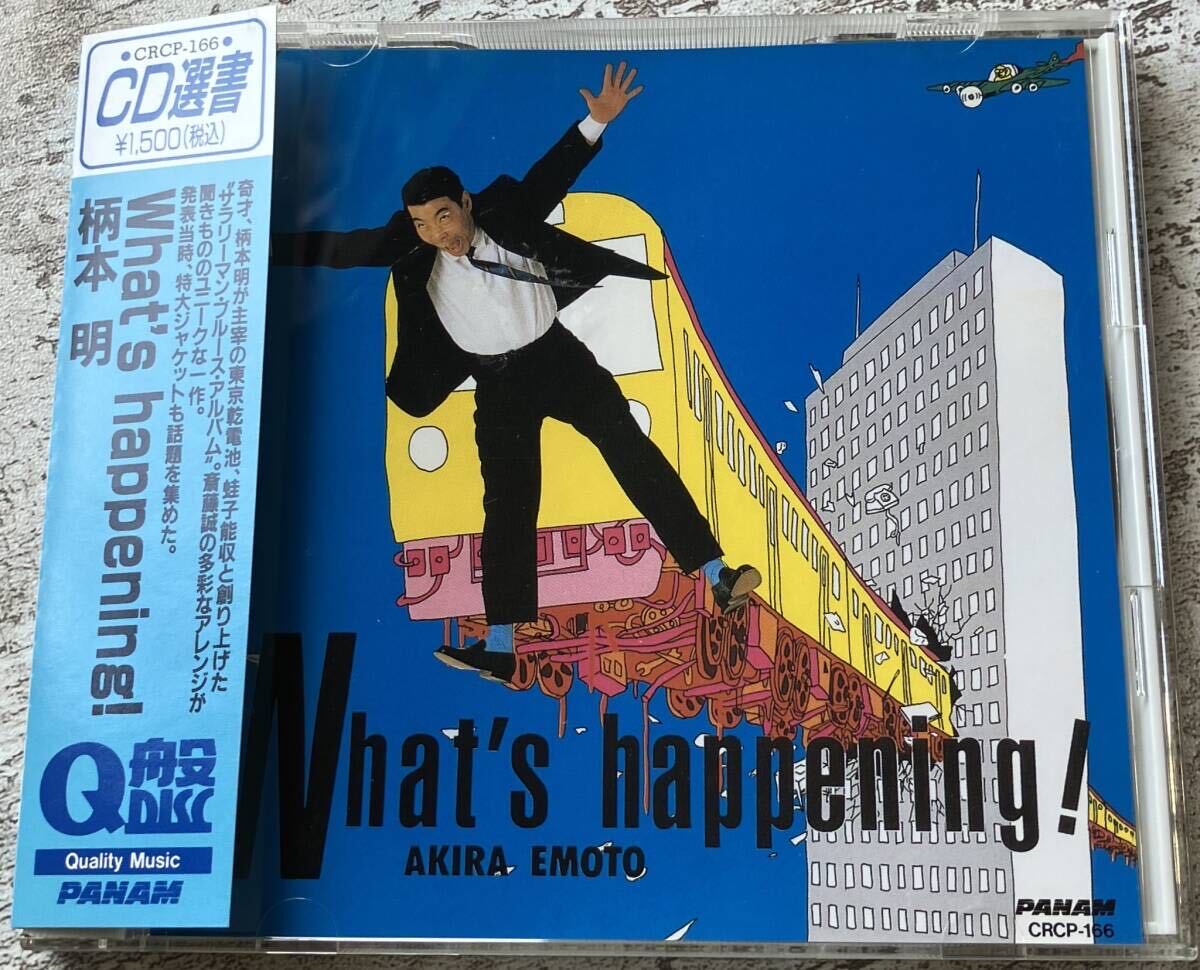 CRCP-166
CD選書
¥1,500(税込)
奇才、柄本明が主宰の東京乾電池、蛭子能収と創り上げた
“サラリーマン・ブルース・アルバム”。斎藤誠の多彩なアレンジが
聞きもののユニークな一作。
発表当時、特大ジャケットも話題を集めた。
What's happening!
柄本 明
Q盤
DISC
Quality Music
PANAM
What's happening!
AKIRA EMOTO
PANAM
CRCP-166